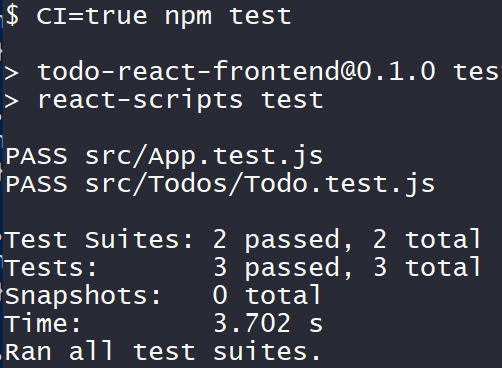 $ CI=true npm test
> todo-react-frontend@0.1.0 tes
> react-scripts test
PASS src/App.test.js
PASS src/Todos/Todo.test.js
Test Suites: 2 passed, 2 total
Tests: 3 passed, 3 total
Snapshots: 0 total
Time: 3.702 s
Ran all test suites.